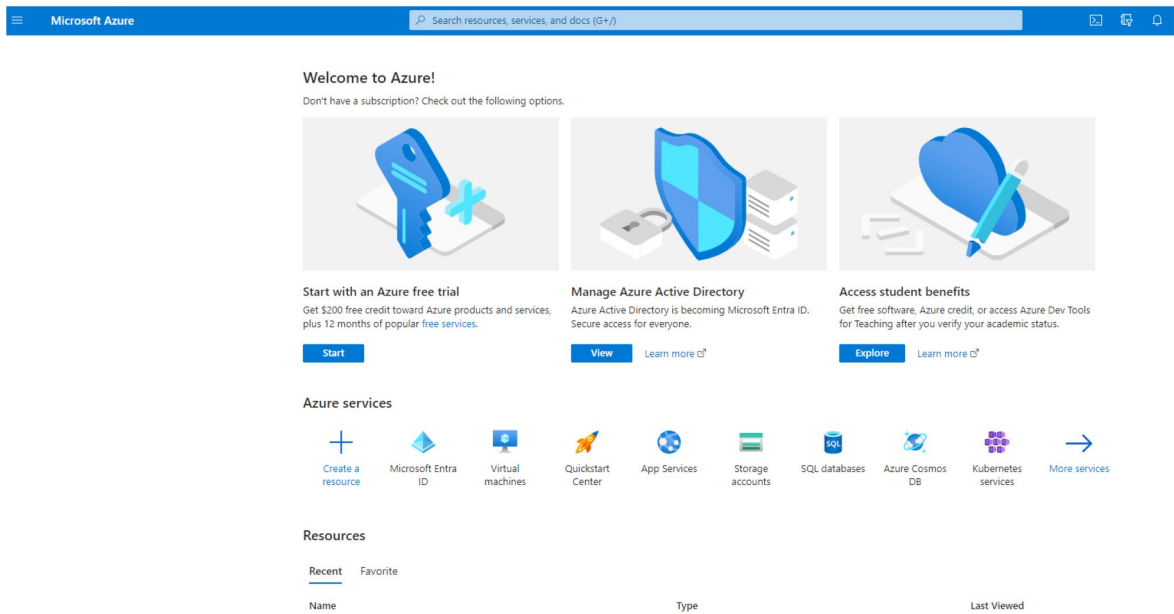 Microsoft Azure
Search resources, services, and docs (G+/)
Welcome to Azure!
Don't have a subscription? Check out the following options.
Start with an Azure free trial
Get $200 free credit toward Azure products and services,
plus 12 months of popular free services.
Start
Manage Azure Active Directory
Azure Active Directory is becoming Microsoft Entra ID.
Secure access for everyone.
View
Learn more
Access student benefits
Get free software, Azure credit, or access Azure Dev Tools
for Teaching after you verify your academic status.
Explore
Learn more
Azure services
Create a
resource
Microsoft Entra
ID
Virtual
machines
Quickstart
Center
App Services
Storage
accounts
SQL
SQL databases
Azure Cosmos
DB
Kubernetes
services
More services
Resources
Recent Favorite
Name Type Last Viewed